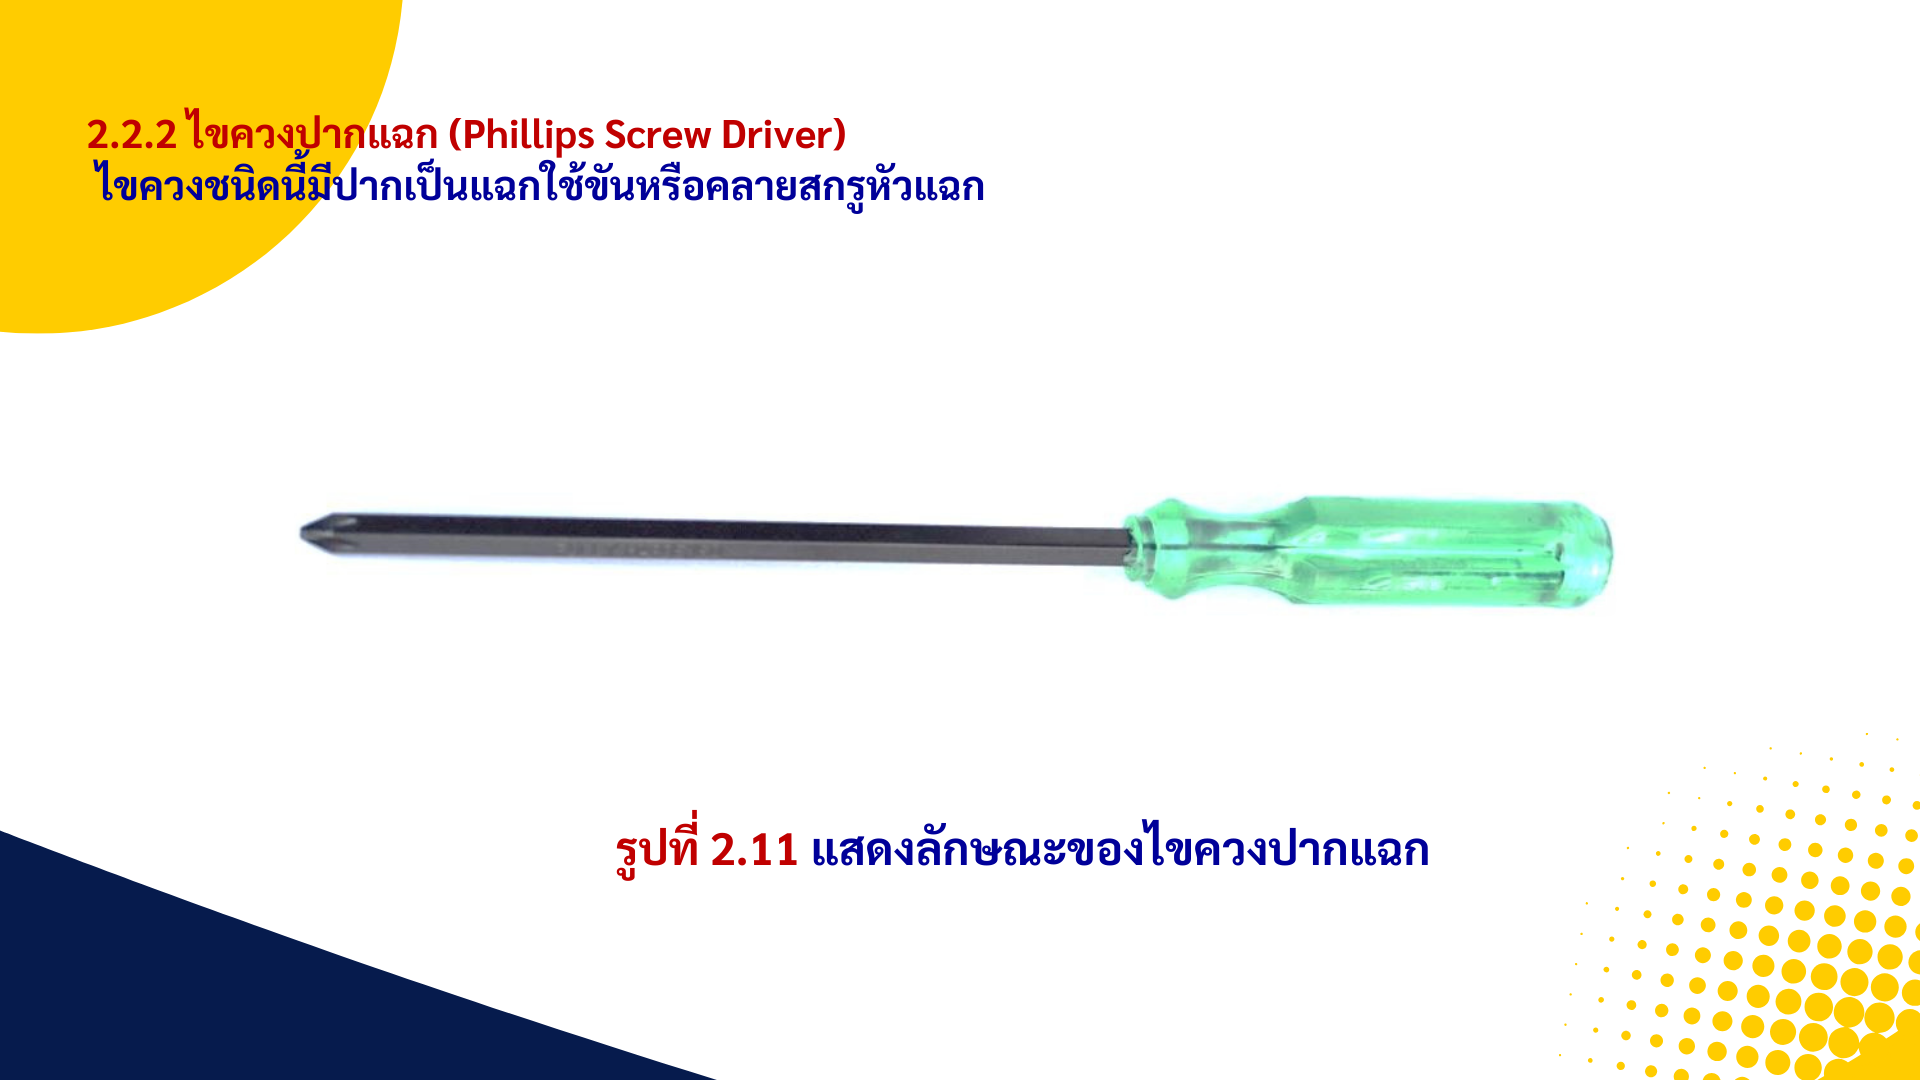 2.2.2 ไขควงปากแฉก (Phillips Screw Driver)
ไขควงชนิดนี้มีปากเป็นแฉกใช้ขันหรือคลายสกรูหัวแฉก
รูปที่ 2.11 แสดงลักษณะของไขควงปากแฉก